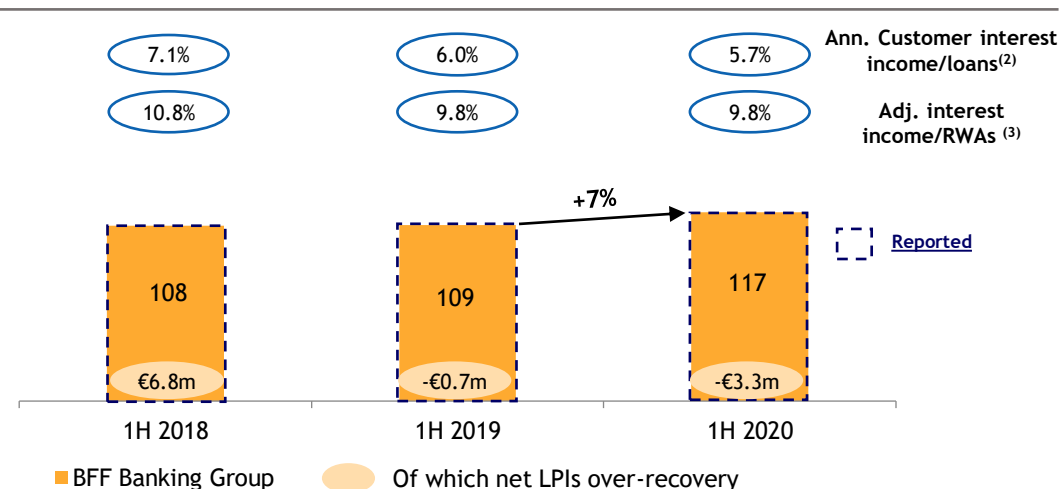 7.1%
6.0%
5.7%
Ann. Customer interest
income/loans(2)
10.8%
9.8%
9.8%
Adj. interest
income/RWAs (3)
+7%
Reported
108
109
117
€6.8m
-€0.7m
-€3.3m
1H 2018
1H 2019
1H 2020
BFF Banking Group
Of which net LPIs over-recovery